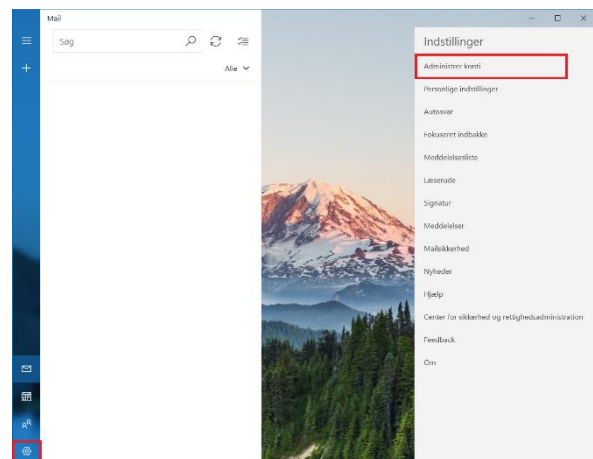 Mail
Søg
Alle
Indstillinger
Administrer konti
Personlige indstillinger
Autosvar
Fokuseret indbakke
Meddelelsesliste
Læserude
Signatur
Meddelelser
Mailsikkerhed
Nyheder
Hjælp
Center for sikkerhed og rettighedsadministration
Feedback
Om